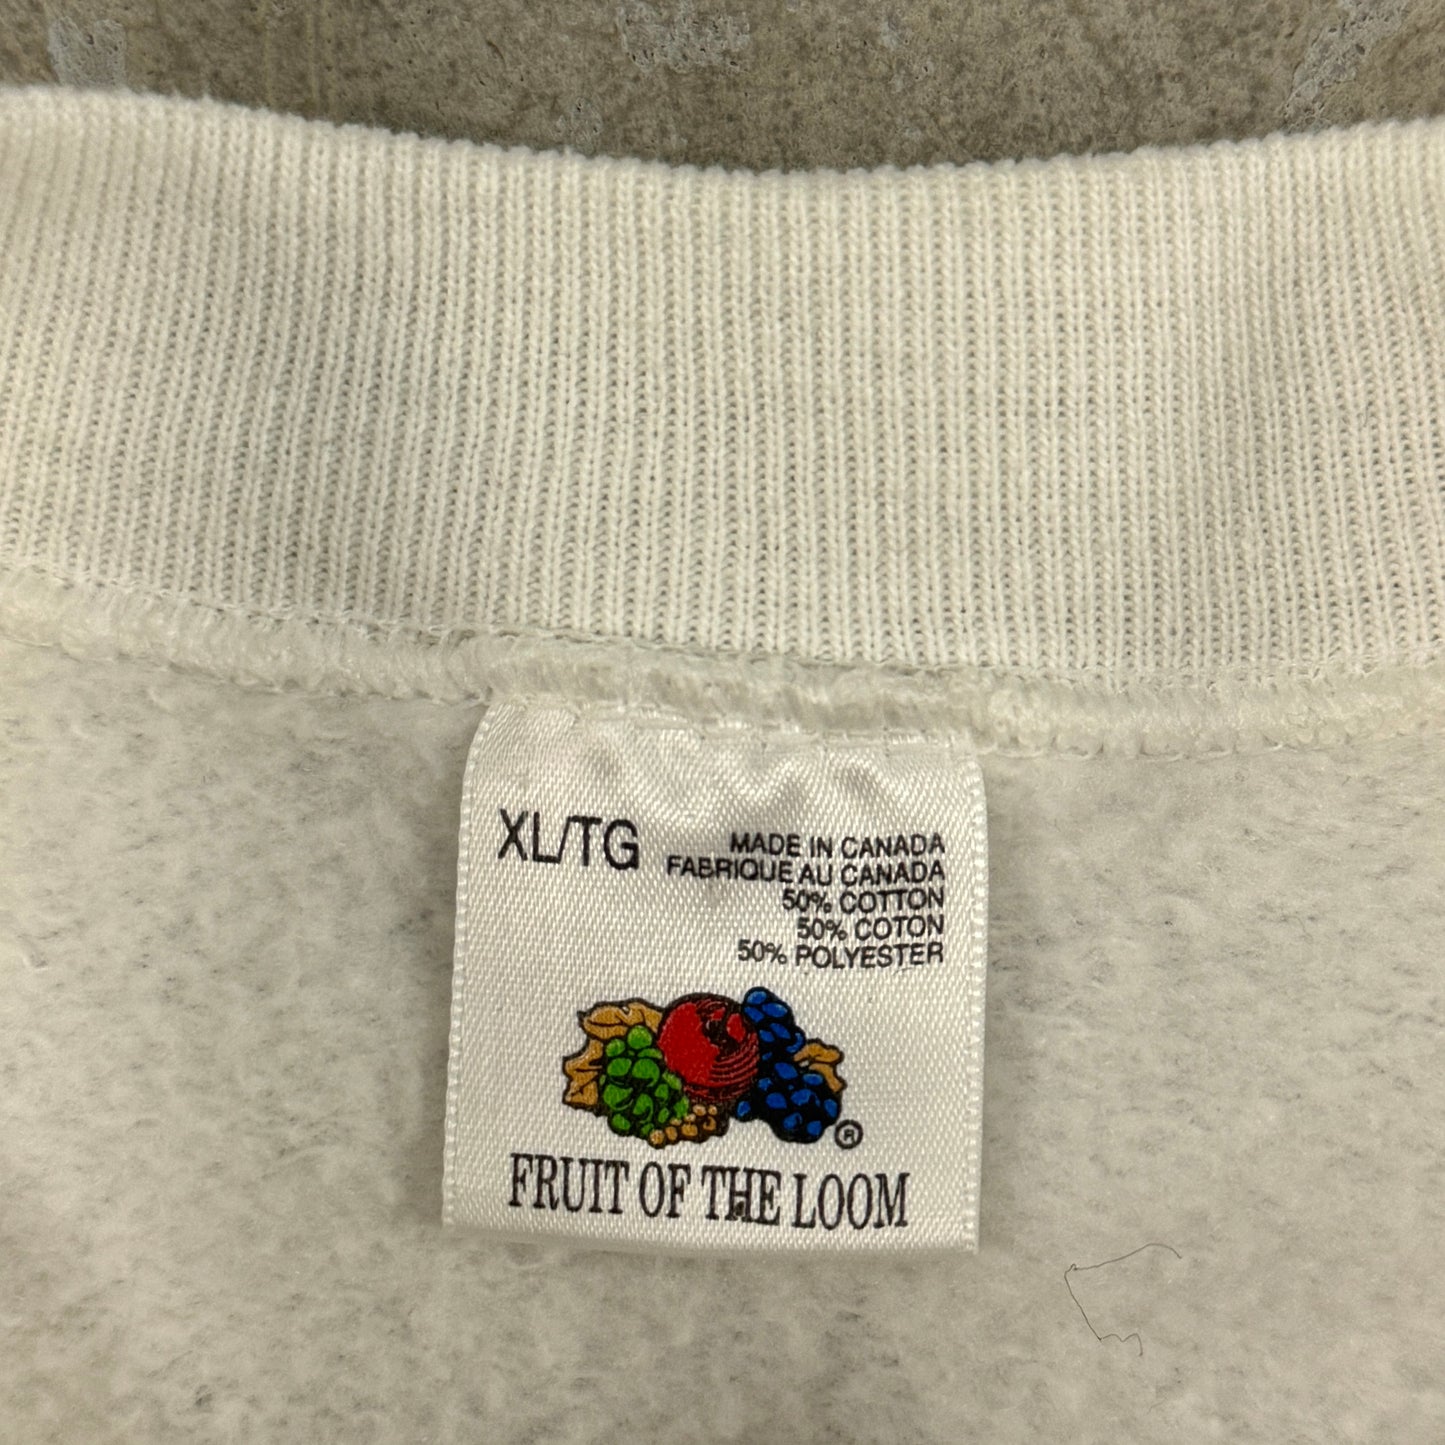 XL/TG
MADE IN CANADA
FABRIQUE AU CANADA
50% COTTON
50% COTON
50% POLYESTER
®
FRUIT OF THE LOOM